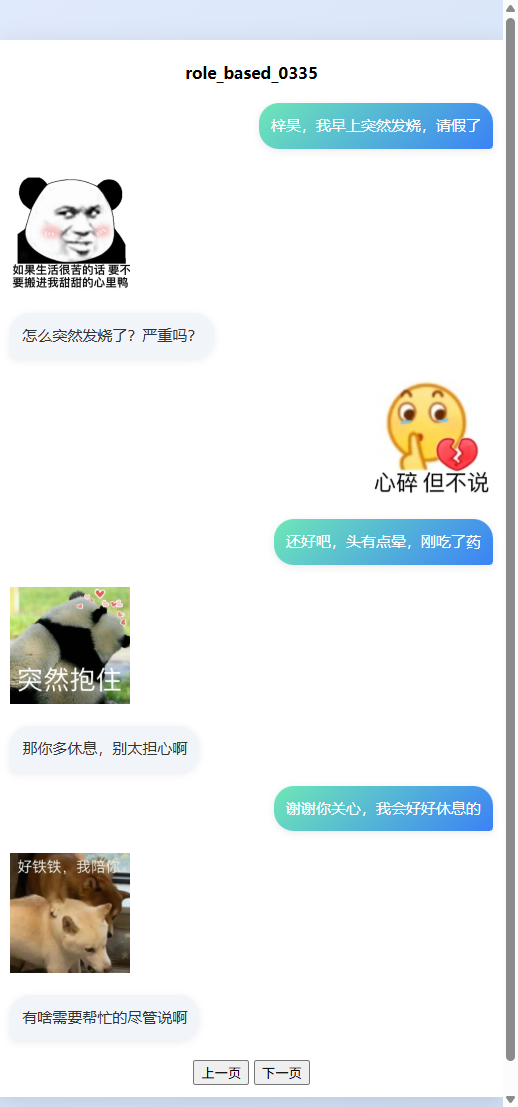 role_based_0335
梓昊，我早上突然发烧，请假了
如果生活很苦的话 要不
要搬进我甜甜的心里鸭
怎么突然发烧了？严重吗？
心碎 但不说
还好吧，头有点晕，刚吃了药
突然抱住
那你多休息，别太担心啊
谢谢你关心，我会好好休息的
好铁铁，我陪你
有啥需要帮忙的尽管说啊
上一页 下一页